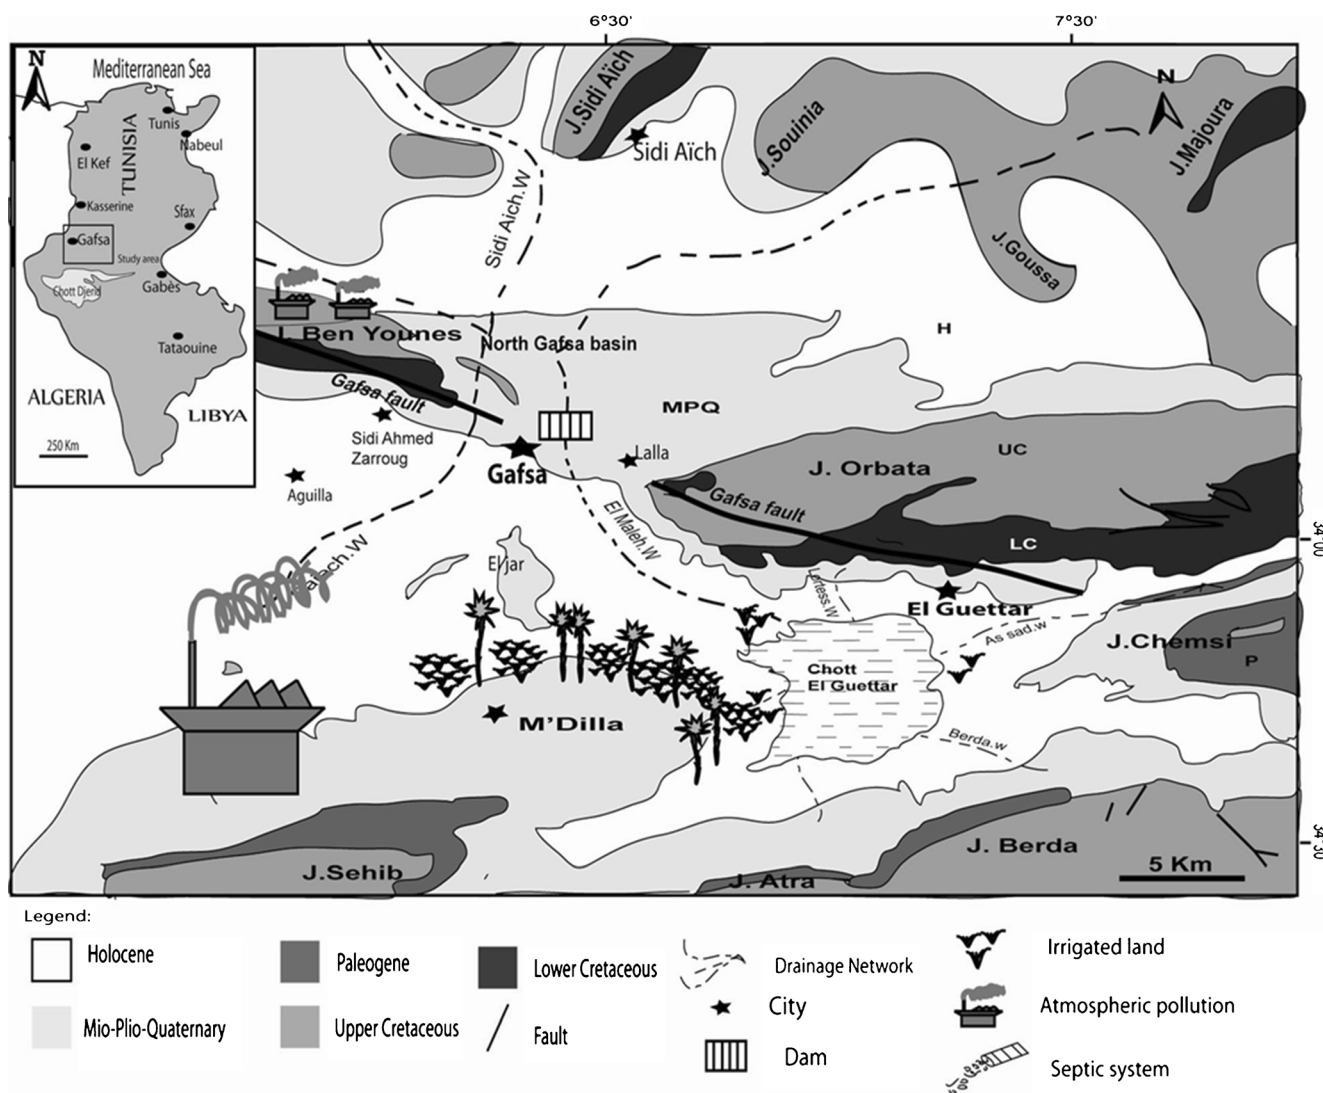 6°30'
7°30'
N
Mediterranean Sea
Tunis
Nabeul
El Kef
TUNISIA
Kasserine
Sfax
Gafsa
Study area
Chott Djerid
Gabès
Tataouine
ALGERIA
LIBYA
250 Km
J.Sidi Aïch
Sidi Aïch
J.Souinia
N
J.Majoura
Sidi Aich.W
J.Goussa
H
J. Ben Younes
North Gafsa basin
Gafsa fault
MPQ
Sidi Ahmed
Zarroug
Gafsa
Lalla
Aguilla
J. Orbata
UC
Gafsa fault
El Maleh.W
LC
34°00'
El jar
Lortess.W
El Guettar
As sad.w
J.Chemsi
P
Chott
El Guettar
M'Dilla
Berda.w
34°30'
J.Sehib
J. Atra
J. Berda
5 Km
Legend:
Holocene
Paleogene
Lower Cretaceous
Drainage Network
Irrigated land
Mio-Plio-Quaternary
Upper Cretaceous
Fault
City
Dam
Atmospheric pollution
Septic system